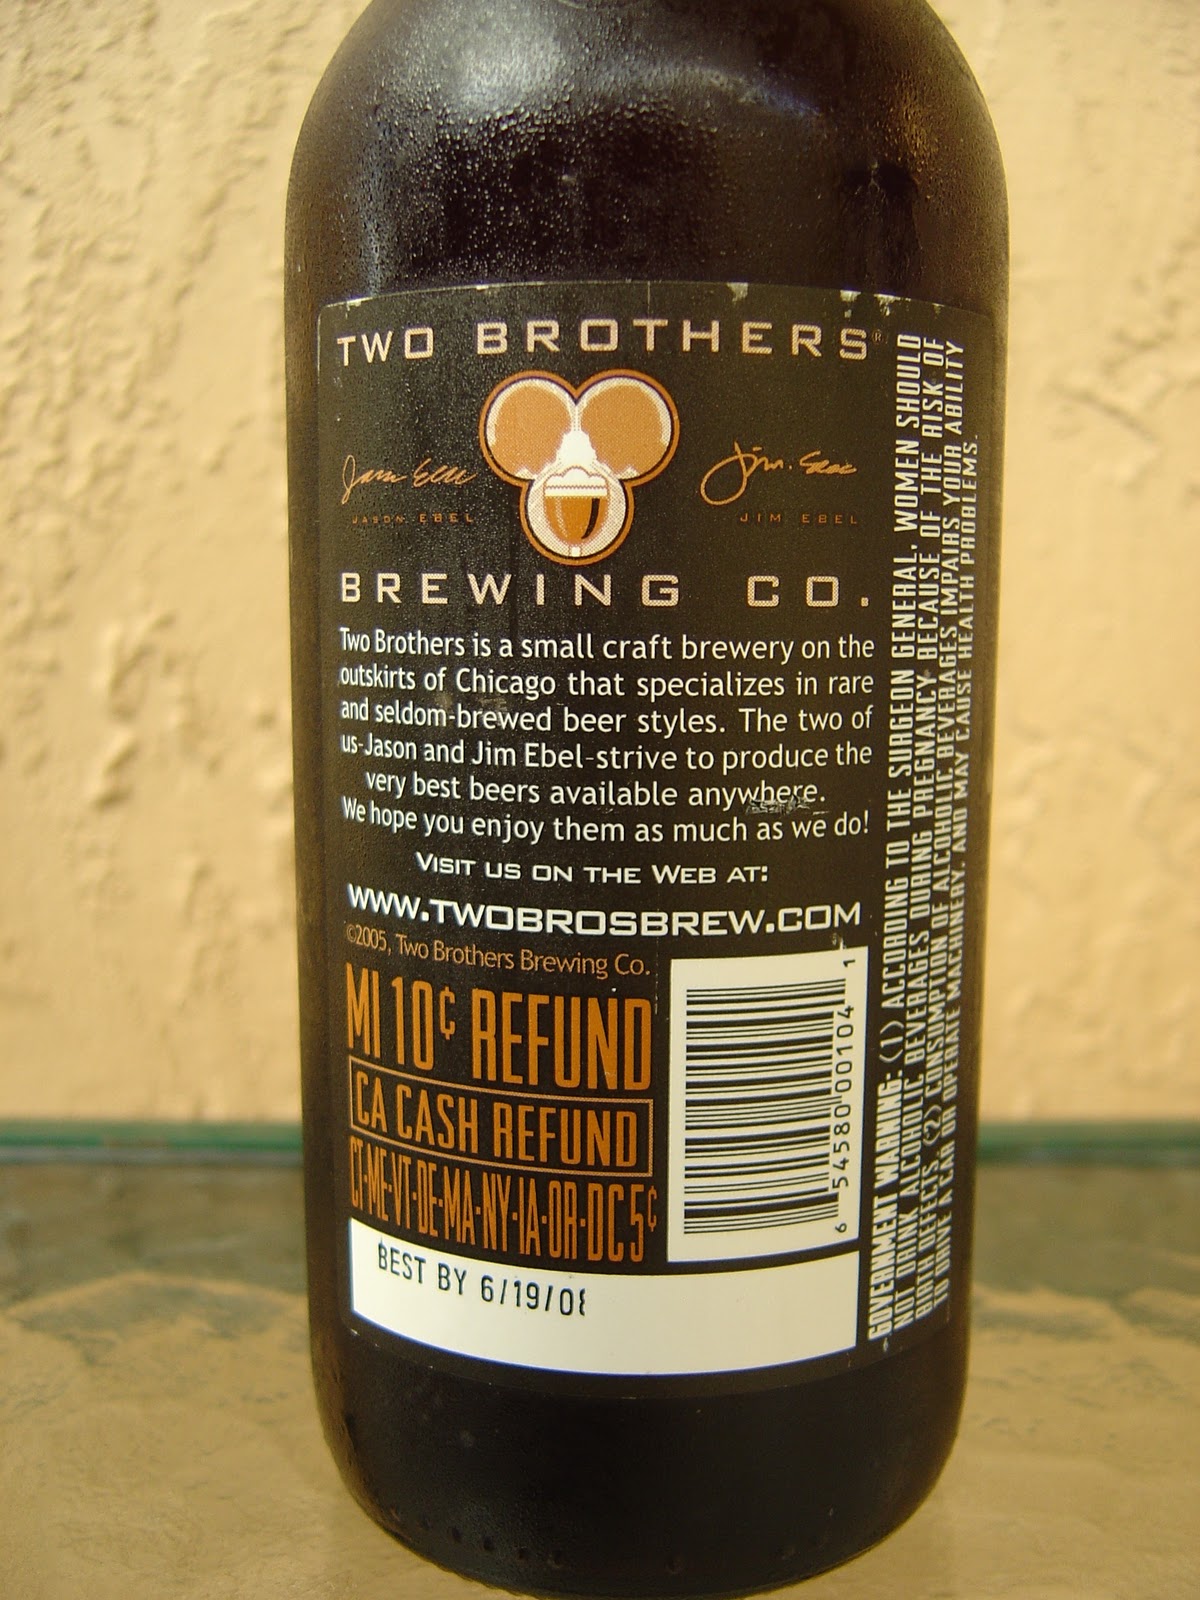 TWO BROTHERS®
JASON EBEL
JIM EBEL
BREWING CO.
Two Brothers is a small craft brewery on the
outskirts of Chicago that specializes in rare
and seldom-brewed beer styles. The two of
us-Jason and Jim Ebel-strive to produce the
very best beers available anywhere.
We hope you enjoy them as much as we do!
VISIT US ON THE WEB AT:
WWW.TWOBROSBREW.COM
©2005, Two Brothers Brewing Co.
MI 10¢ REFUND
CA CASH REFUND
CT·ME·VT·DE·MA·NY·IA·OR·DC 5¢
BEST BY 6/19/08
6 54580 00104 1
GOVERNMENT WARNING: (1) ACCORDING TO THE SURGEON GENERAL, WOMEN SHOULD
NOT DRINK ALCOHOLIC BEVERAGES DURING PREGNANCY BECAUSE OF THE RISK OF
BIRTH DEFECTS. (2) CONSUMPTION OF ALCOHOLIC BEVERAGES IMPAIRS YOUR ABILITY
TO DRIVE A CAR OR OPERATE MACHINERY, AND MAY CAUSE HEALTH PROBLEMS.